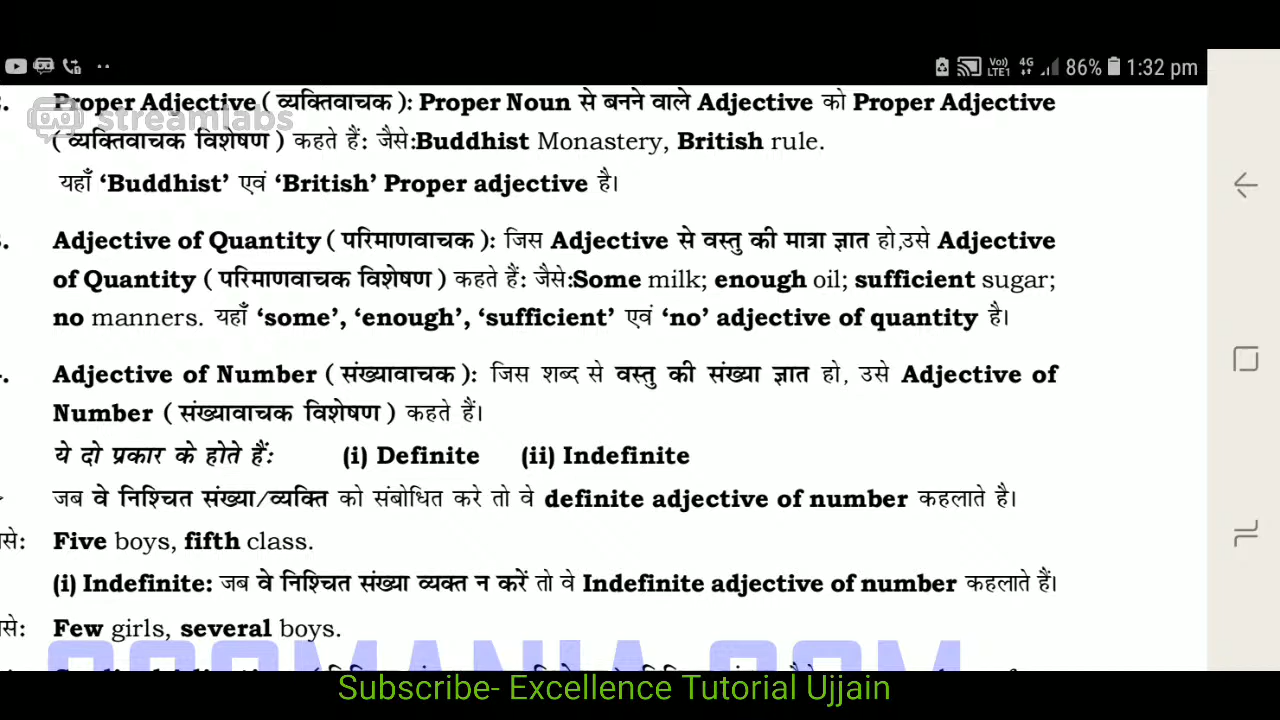 86% 1:32 pm
streamlabs
Proper Adjective ( व्यक्तिवाचक ): Proper Noun से बनने वाले Adjective को Proper Adjective
( व्यक्तिवाचक विशेषण ) कहते हैं: जैसे:Buddhist Monastery, British rule.
यहाँ ‘Buddhist’ एवं ‘British’ Proper adjective है।
Adjective of Quantity ( परिमाणवाचक ): जिस Adjective से वस्तु की मात्रा ज्ञात हो,उसे Adjective
of Quantity ( परिमाणवाचक विशेषण ) कहते हैं: जैसे:Some milk; enough oil; sufficient sugar;
no manners. यहाँ ‘some’, ‘enough’, ‘sufficient’ एवं ‘no’ adjective of quantity है।
Adjective of Number ( संख्यावाचक ): जिस शब्द से वस्तु की संख्या ज्ञात हो, उसे Adjective of
Number ( संख्यावाचक विशेषण ) कहते हैं।
ये दो प्रकार के होते हैं: (i) Definite (ii) Indefinite
जब वे निश्चित संख्या/व्यक्ति को संबोधित करे तो वे definite adjective of number कहलाते है।
Five boys, fifth class.
(i) Indefinite: जब वे निश्चित संख्या व्यक्त न करें तो वे Indefinite adjective of number कहलाते हैं।
Few girls, several boys.
Subscribe- Excellence Tutorial Ujjain